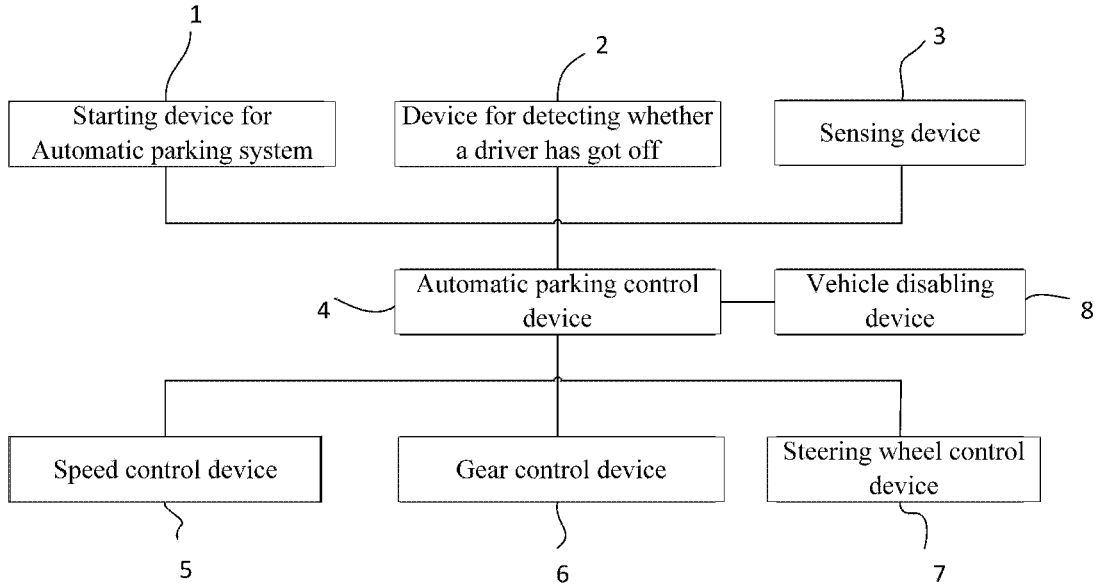 1
2
3
Starting device for
Automatic parking system
Device for detecting whether
a driver has got off
Sensing device
4
Automatic parking control
device
Vehicle disabling
device
8
Speed control device
Gear control device
Steering wheel control
device
5
6
7